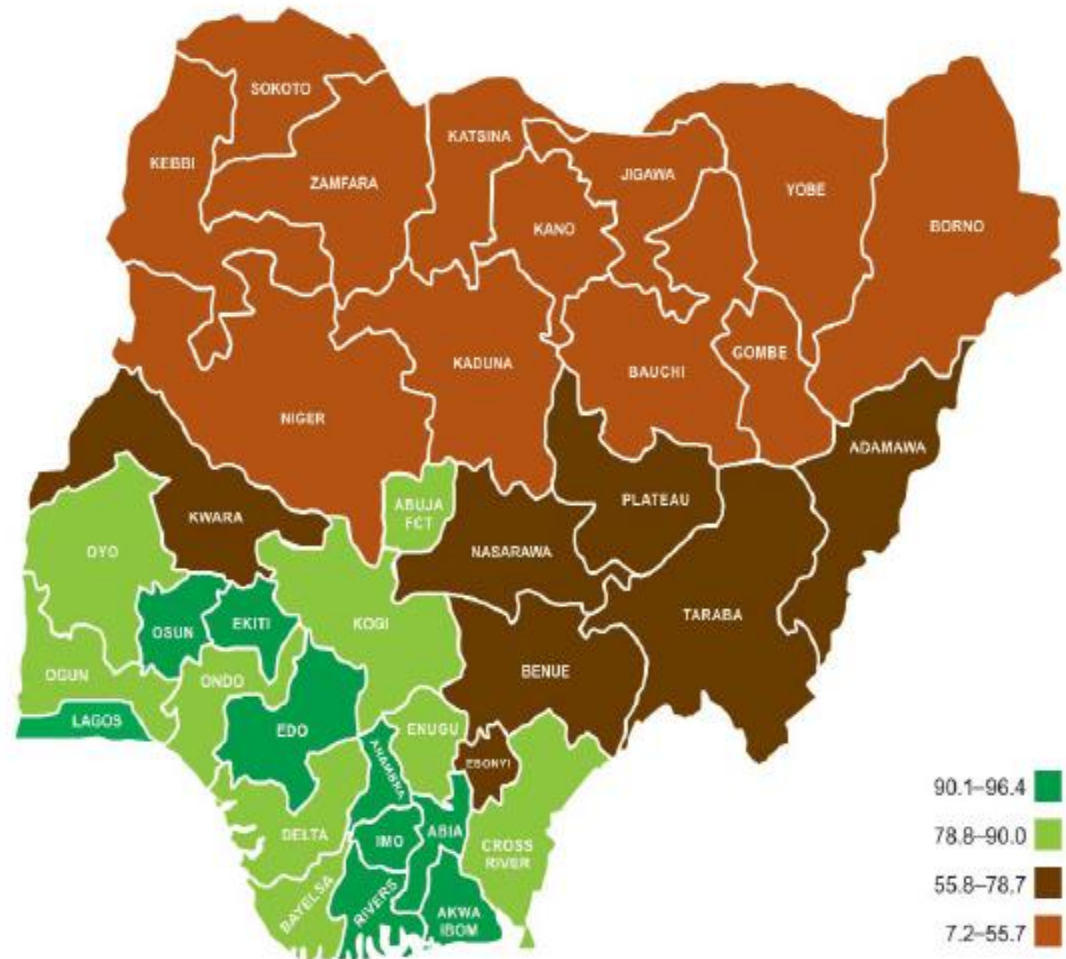 SOKOTO
KATSINA
KEBBI
JIGAWA
ZAMFARA
YOBE
KANO
BORNO
GOMBE
KADUNA
BAUCHI
NIGER
ADAMAWA
ABUJA
FCT
PLATEAU
KWARA
NASARAWA
OYO
TARABA
OSUN
EKITI
KOGI
BENUE
OGUN
ONDO
LAGOS
EDO
ENUGU
ANAMBRA
EBONYI
DELTA
IMO
ABIA
CROSS
RIVER
BAYELSA
RIVERS
AKWA
IBOM
90.1–96.4
78.8–90.0
55.8–78.7
7.2–55.7